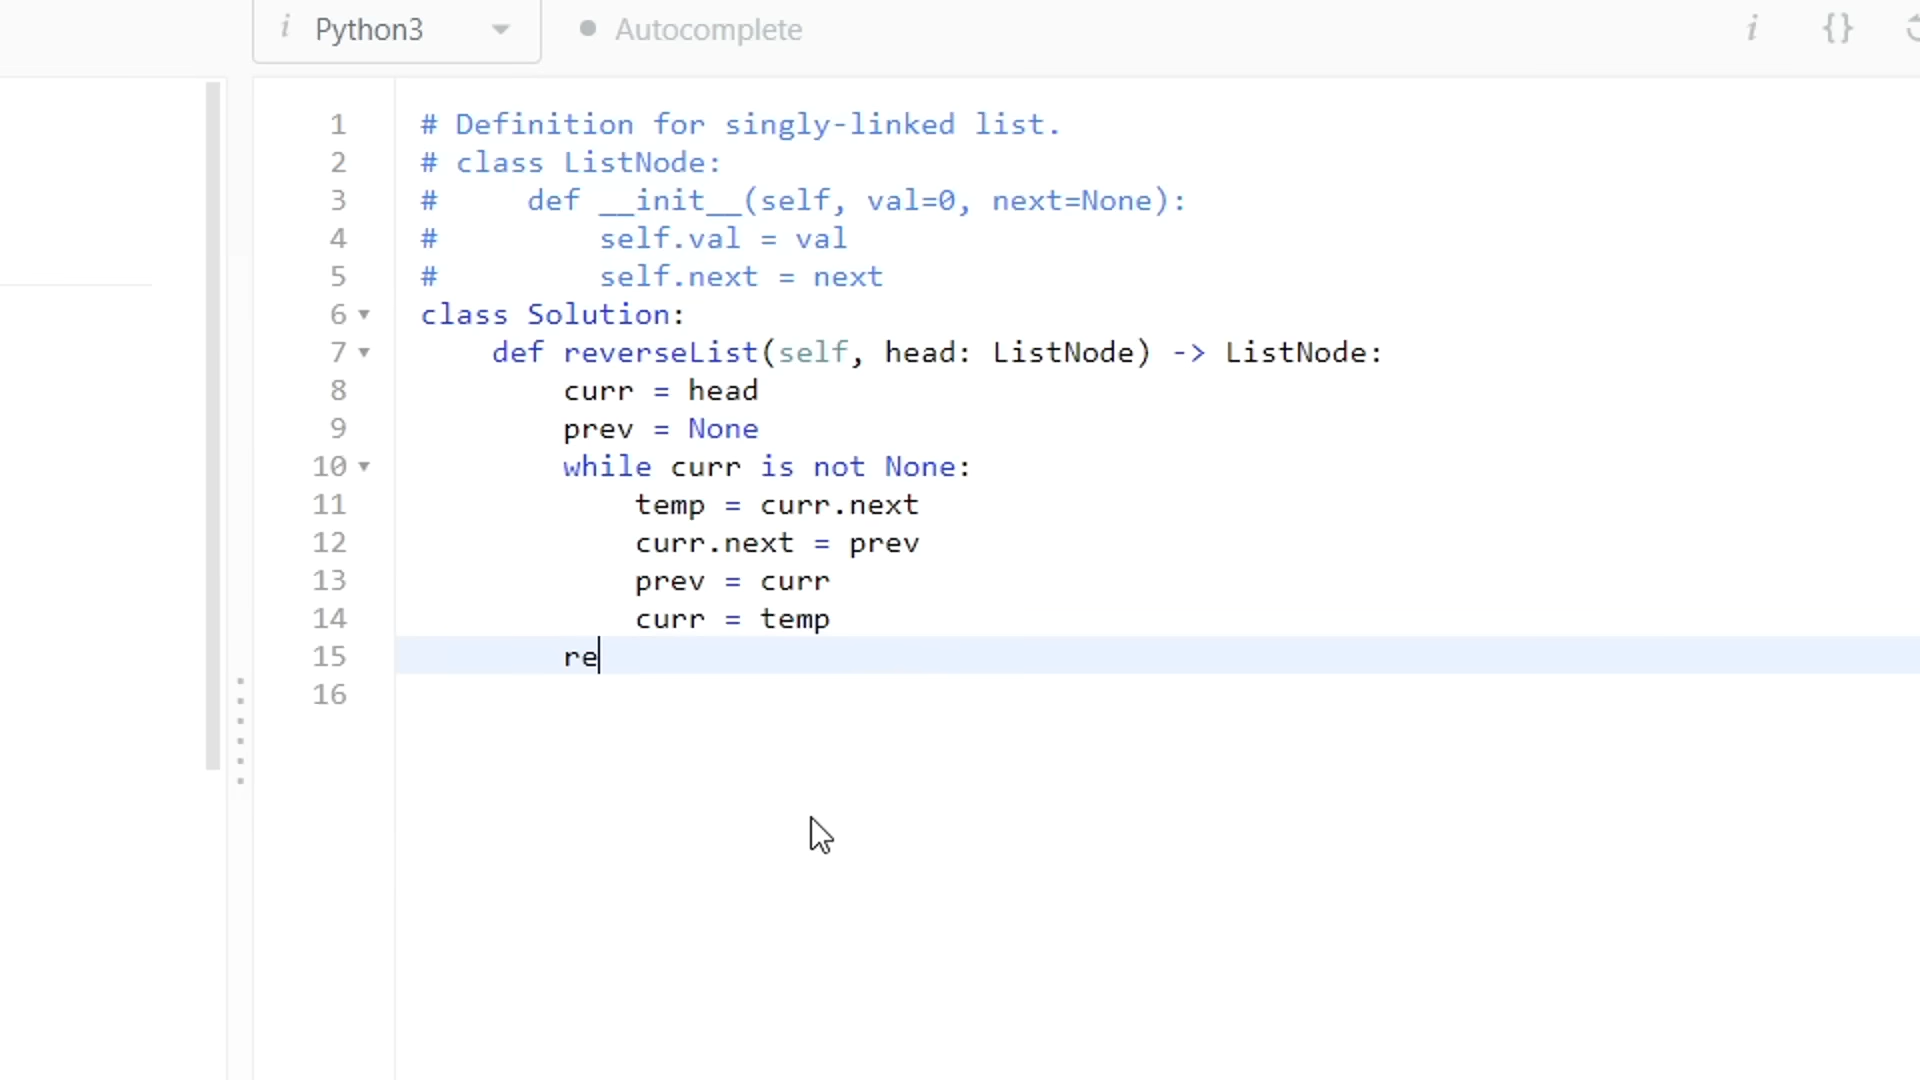 i Python3 Autocomplete i {}
1 # Definition for singly-linked list.
2 # class ListNode:
3 #     def __init__(self, val=0, next=None):
4 #         self.val = val
5 #         self.next = next
6 class Solution:
7     def reverseList(self, head: ListNode) -> ListNode:
8         curr = head
9         prev = None
10         while curr is not None:
11             temp = curr.next
12             curr.next = prev
13             prev = curr
14             curr = temp
15         re
16